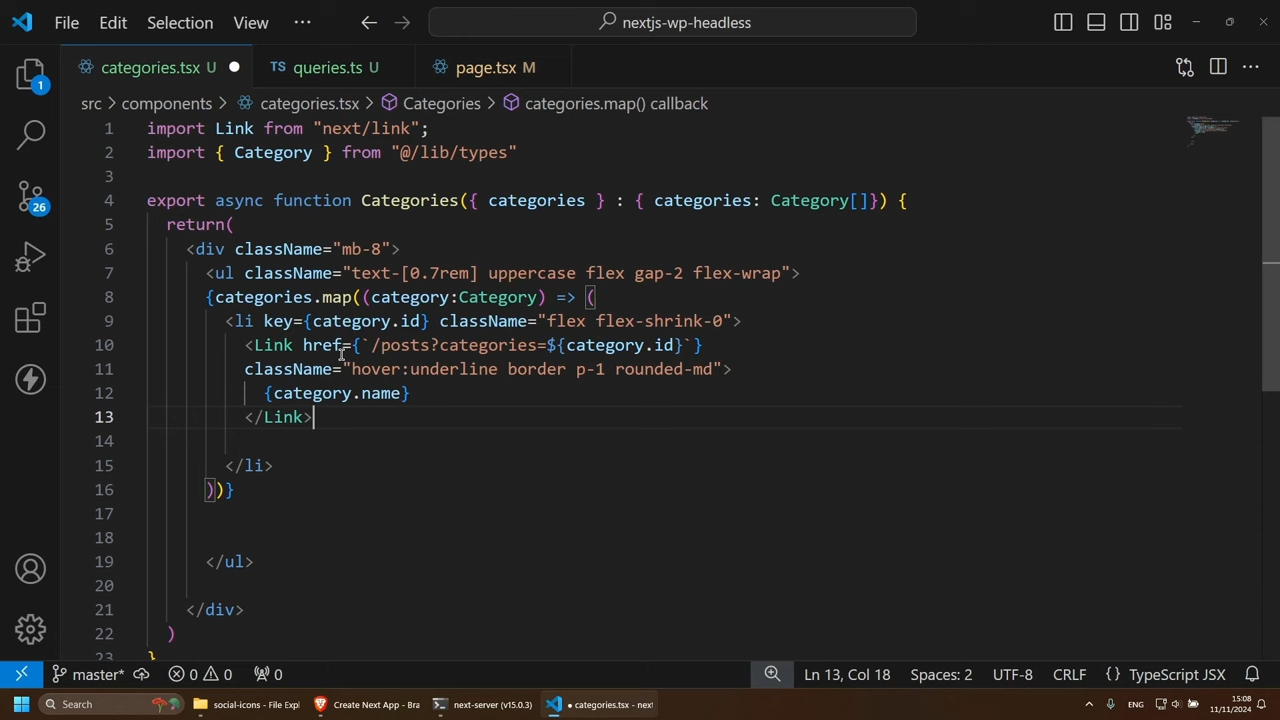 File Edit Selection View ··· nextjs-wp-headless
categories.tsx U queries.ts U page.tsx M
src > components > categories.tsx > Categories > categories.map() callback
1 import Link from "next/link";
2 import { Category } from "@/lib/types"
3
4 export async function Categories({ categories } : { categories: Category[]}) {
5 return(
6 <div className="mb-8">
7 <ul className="text-[0.7rem] uppercase flex gap-2 flex-wrap">
8 {categories.map((category:Category) => (
9 <li key={category.id} className="flex flex-shrink-0">
10 <Link href={`/posts?categories=${category.id}`}
11 className="hover:underline border p-1 rounded-md">
12 {category.name}
13 </Link>
14
15 </li>
16 ))}
17
18
19 </ul>
20
21 </div>
22 )
23 }
1
26
master* 0 0 0 Ln 13, Col 18 Spaces: 2 UTF-8 CRLF {} TypeScript JSX
Search social-icons - File Expl Create Next App - Bra next-server (v15.0.3) ● categories.tsx - next ENG 15:08
11/11/2024